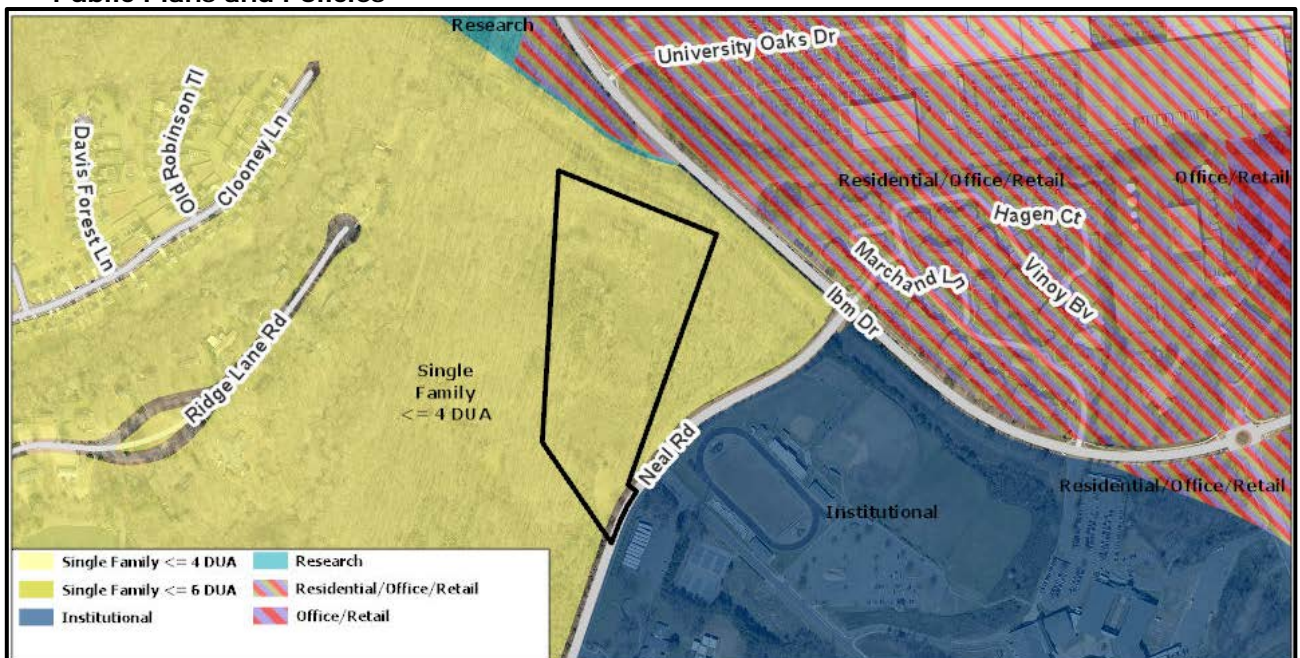 Public Plans and Policies
Research
University Oaks Dr
Old Robinson Tl
Clooney Ln
Davis Forest Ln
Residential/Office/Retail
Office/Retail
Hagen Ct
Marchand Ln
Vinoy Bv
Ibm Dr
Ridge Lane Rd
Single
Family
<= 4 DUA
Neal Rd
Residential/Office/Retail
Institutional
Single Family <= 4 DUA
Research
Single Family <= 6 DUA
Residential/Office/Retail
Institutional
Office/Retail